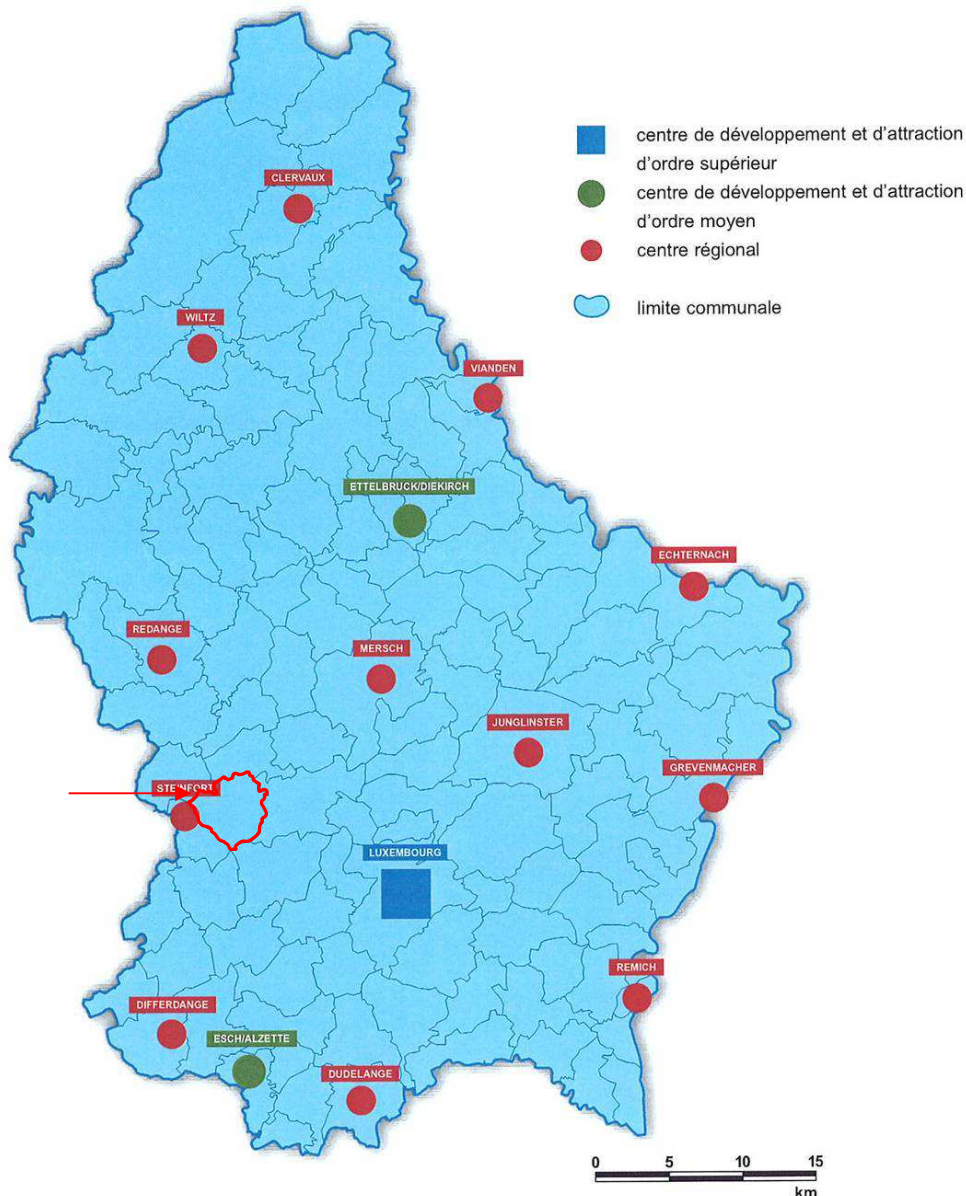 centre de développement et d'attraction
d'ordre supérieur
centre de développement et d'attraction
d'ordre moyen
centre régional
limite communale
CLERVAUX
WILTZ
VIANDEN
ETTELBRUCK/DIEKIRCH
ECHTERNACH
REDANGE
MERSCH
JUNGLINSTER
GREVENMACHER
STEINFORT
LUXEMBOURG
REMICH
DIFFERDANGE
ESCH/ALZETTE
DUDELANGE
0 5 10 15
km